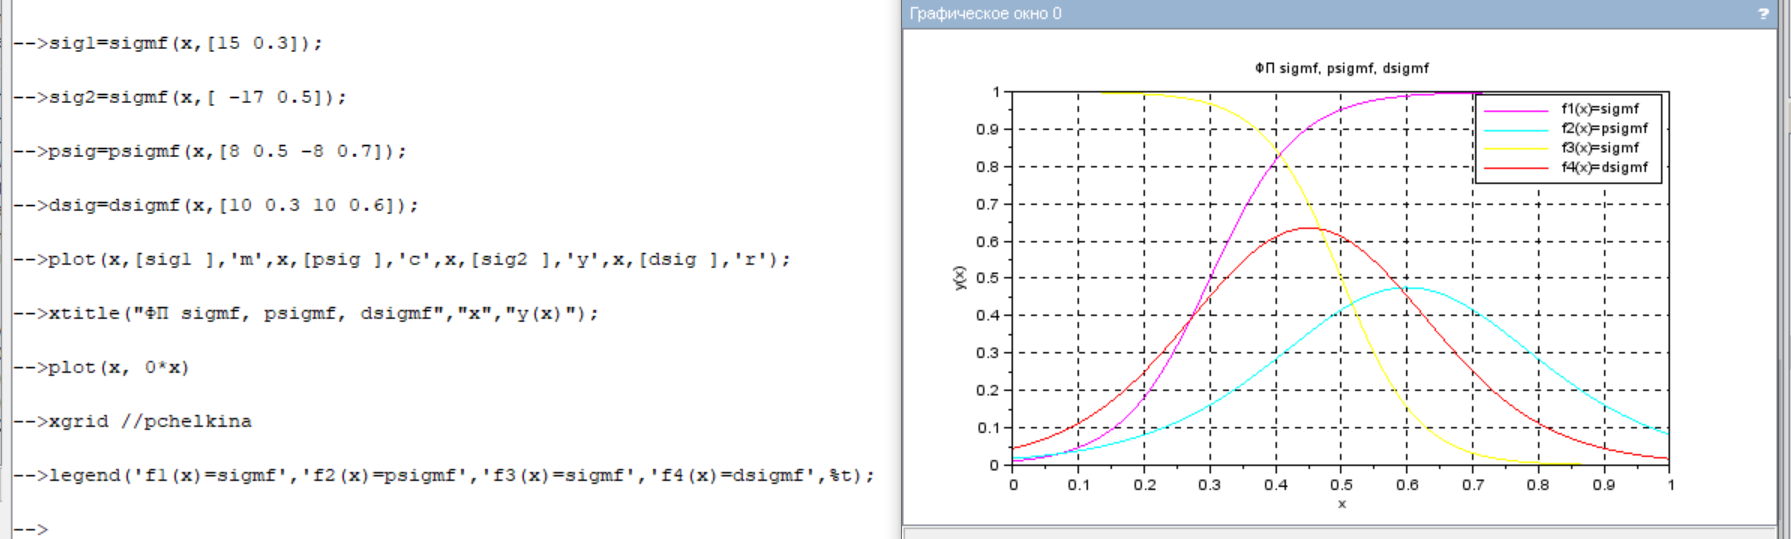 -->sig1=sigmf(x,[15 0.3]);
-->sig2=sigmf(x,[ -17 0.5]);
-->psig=psigmf(x,[8 0.5 -8 0.7]);
-->dsig=dsigmf(x,[10 0.3 10 0.6]);
-->plot(x,[sig1 ],'m',x,[psig ],'c',x,[sig2 ],'y',x,[dsig ],'r');
-->xtitle("ФП sigmf, psigmf, dsigmf","x","y(x)");
-->plot(x, 0*x)
-->xgrid //pchelkina
-->legend('f1(x)=sigmf','f2(x)=psigmf','f3(x)=sigmf','f4(x)=dsigmf',%t);
-->
Графическое окно 0
?
ФП sigmf, psigmf, dsigmf
f1(x)=sigmf
f2(x)=psigmf
f3(x)=sigmf
f4(x)=dsigmf
y(x)
1
0.9
0.8
0.7
0.6
0.5
0.4
0.3
0.2
0.1
0
0 0.1 0.2 0.3 0.4 0.5 0.6 0.7 0.8 0.9 1
x